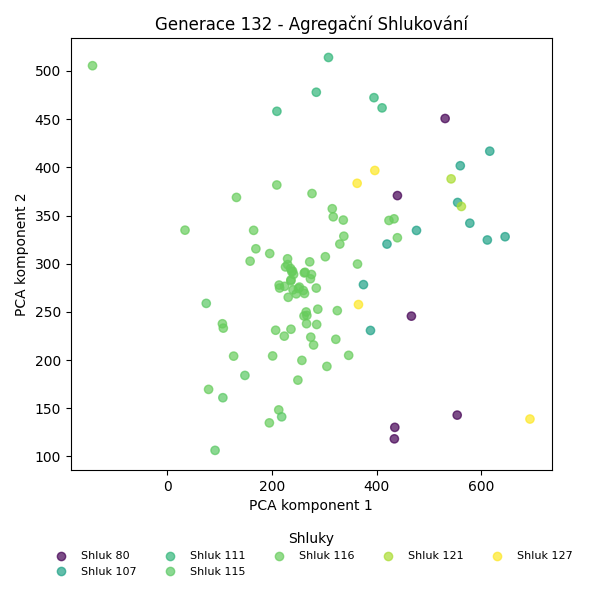 Generace 132 - Agregační Shlukování
500
450
400
350
300
250
200
150
100
PCA komponent 2
0 200 400 600
PCA komponent 1
Shluky
Shluk 80 Shluk 111 Shluk 116 Shluk 121 Shluk 127
Shluk 107 Shluk 115